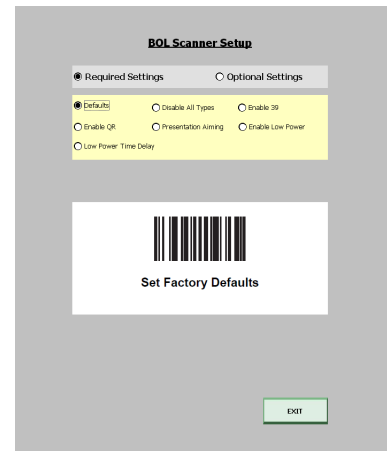 BOL Scanner Setup
Required Settings Optional Settings
Defaults Disable All Types Enable 39
Enable QR Presentation Aiming Enable Low Power
Low Power Time Delay
Set Factory Defaults
EXIT